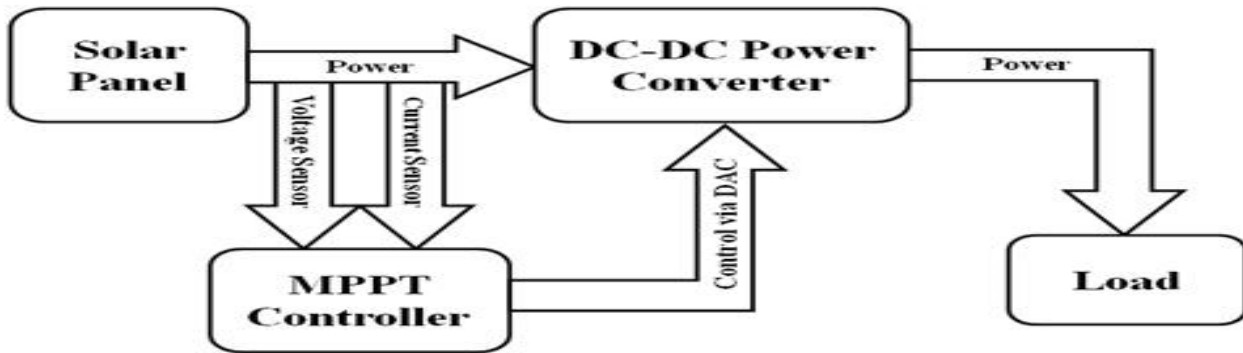 Solar
Panel
Power
DC-DC Power
Converter
Power
Voltage Sensor
Current Sensor
Control via DAC
MPPT
Controller
Load